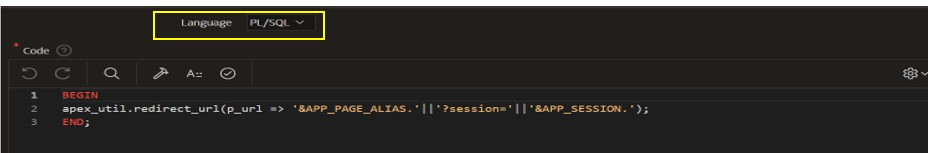 Language PL/SQL
* Code ?
A::
1 BEGIN
2 apex_util.redirect_url(p_url => '&APP_PAGE_ALIAS.'||'?session='||'&APP_SESSION.');
3 END;